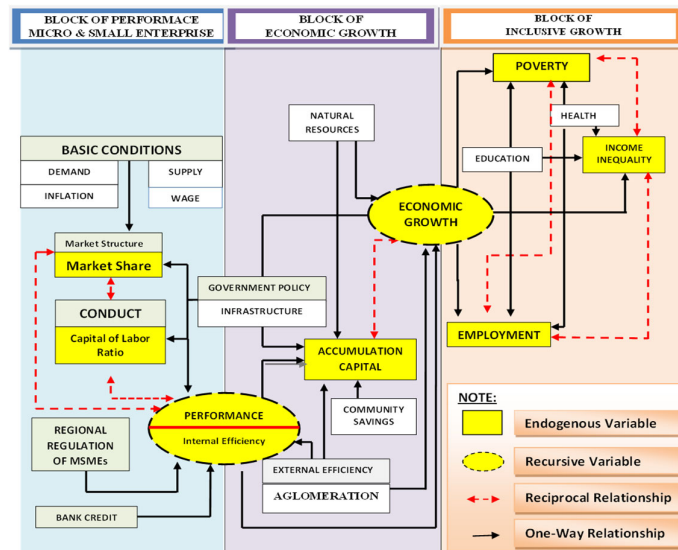 BLOCK OF PERFORMACE
MICRO & SMALL ENTERPRISE
BLOCK OF
ECONOMIC GROWTH
BLOCK OF
INCLUSIVE GROWTH
POVERTY
NATURAL
RESOURCES
HEALTH
BASIC CONDITIONS
DEMAND
SUPPLY
INFLATION
WAGE
EDUCATION
INCOME
INEQUALITY
ECONOMIC
GROWTH
Market Structure
Market Share
GOVERNMENT POLICY
INFRASTRUCTURE
CONDUCT
Capital of Labor
Ratio
EMPLOYMENT
ACCUMULATION
CAPITAL
COMMUNITY
SAVINGS
PERFORMANCE
Internal Efficiency
REGIONAL
REGULATION
OF MSMEs
EXTERNAL EFFICIENCY
AGLOMERATION
BANK CREDIT
NOTE:
Endogenous Variable
Recursive Variable
Reciprocal Relationship
One-Way Relationship